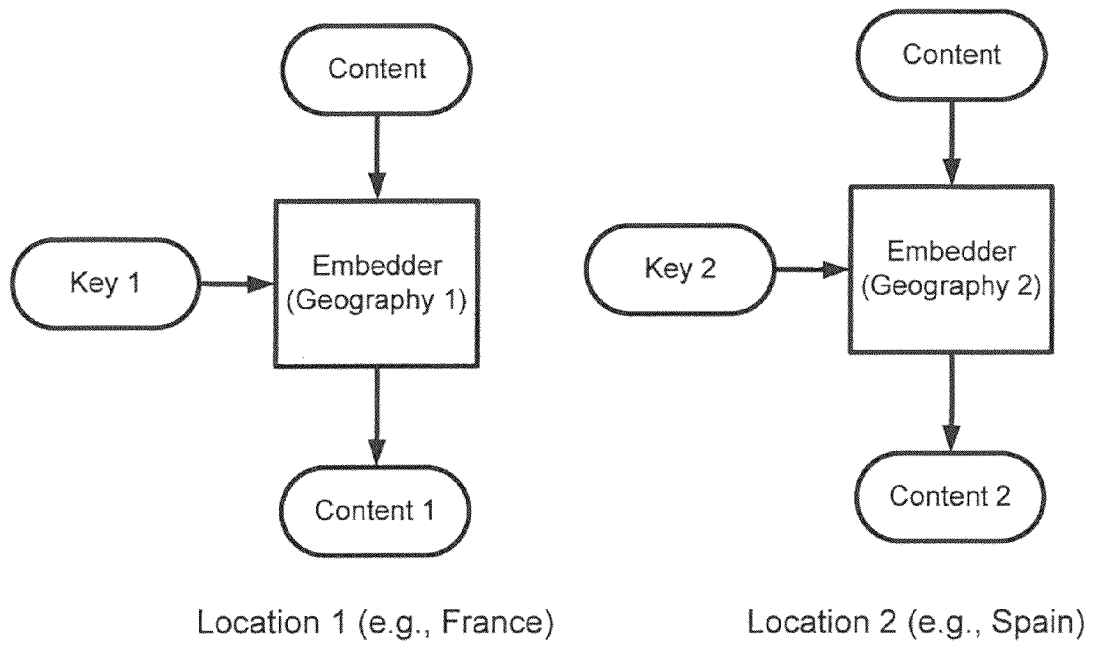 Content
Key 1
Embedder
(Geography 1)
Content 1
Location 1 (e.g., France)
Content
Key 2
Embedder
(Geography 2)
Content 2
Location 2 (e.g., Spain)